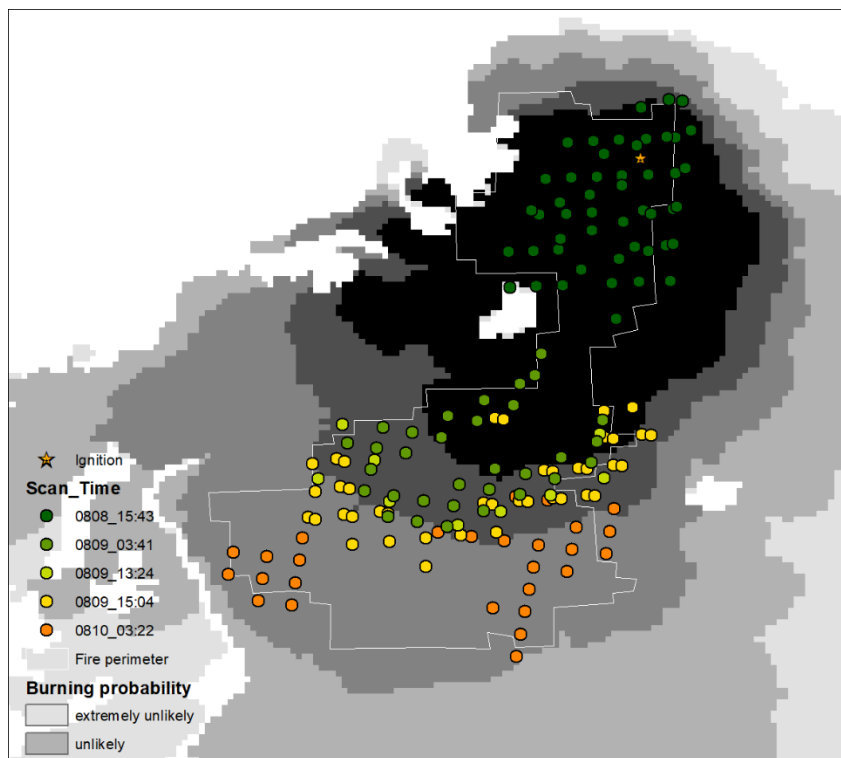 Ignition
Scan_Time
0808_15:43
0809_03:41
0809_13:24
0809_15:04
0810_03:22
Fire perimeter
Burning probability
extremely unlikely
unlikely